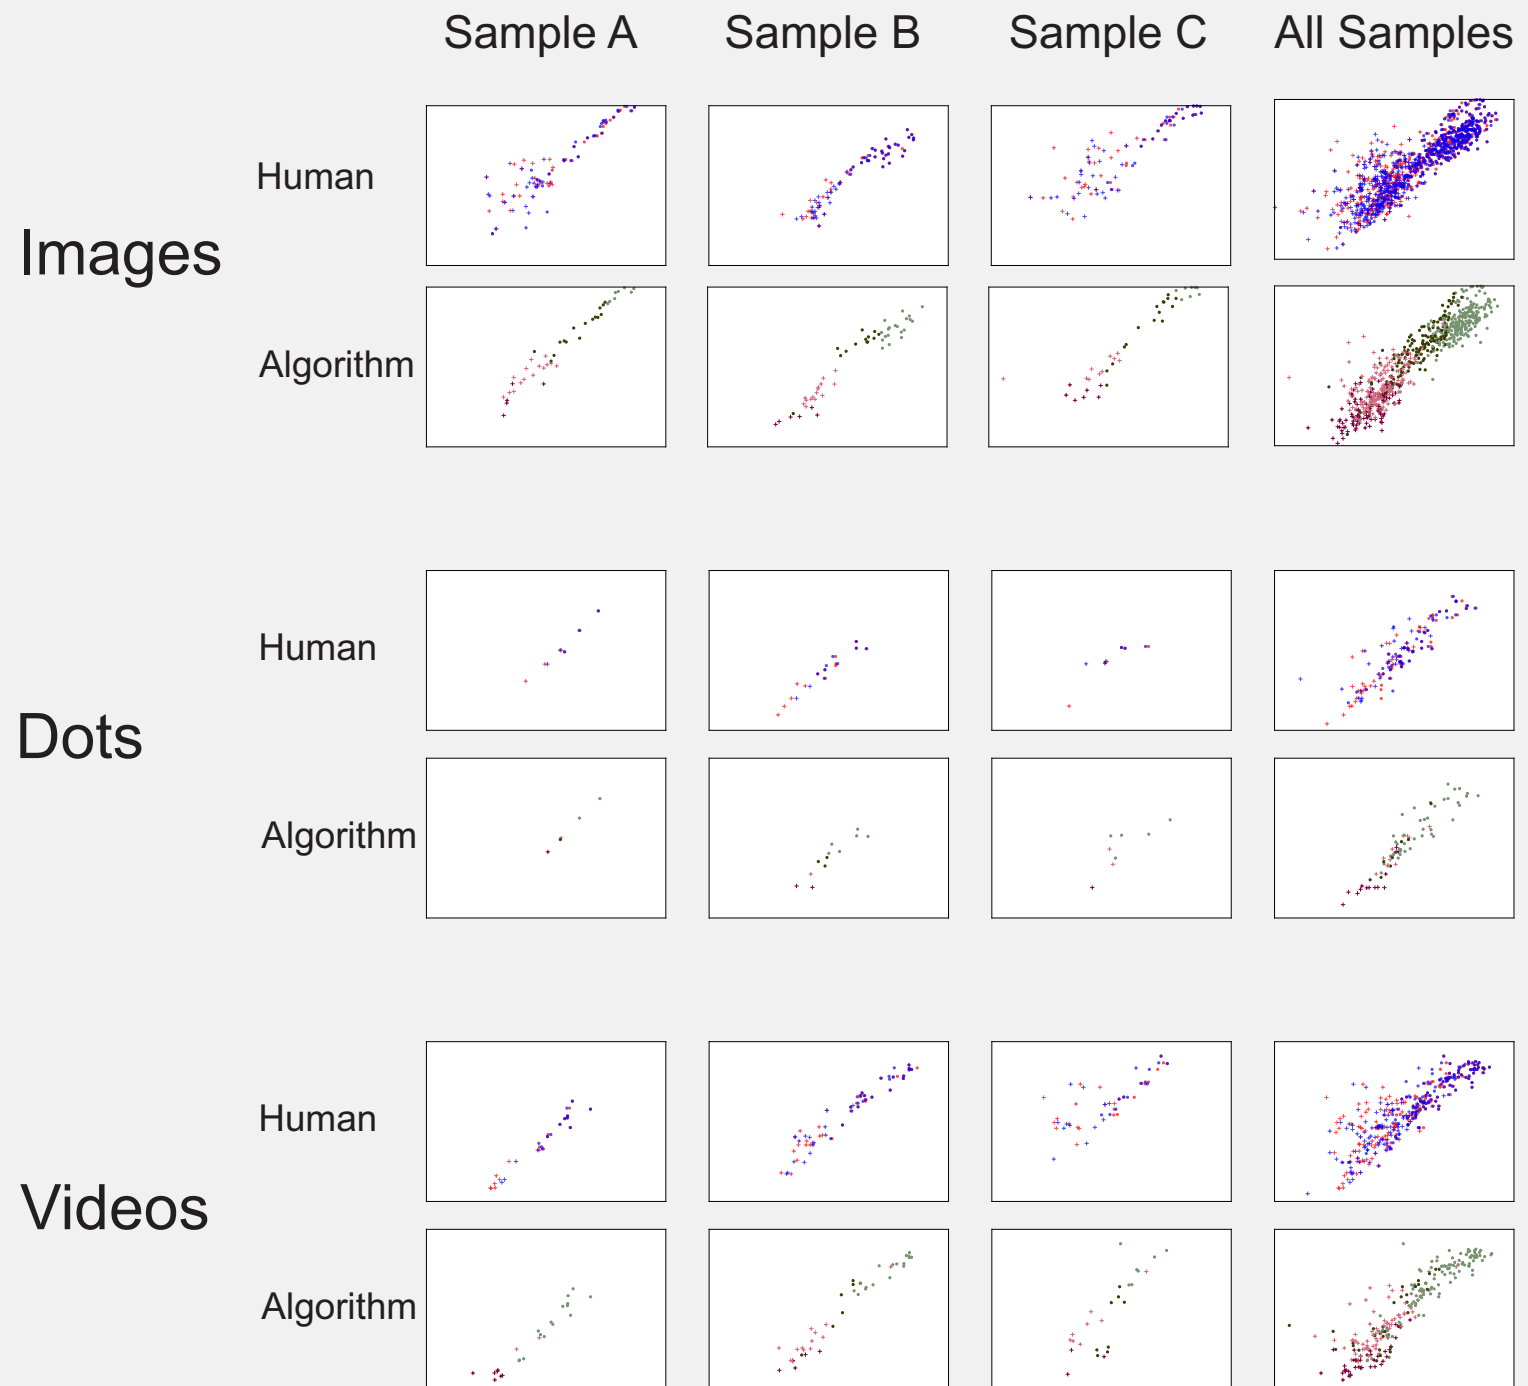 Sample A Sample B Sample C All Samples
Images
Human
Algorithm
Dots
Human
Algorithm
Videos
Human
Algorithm